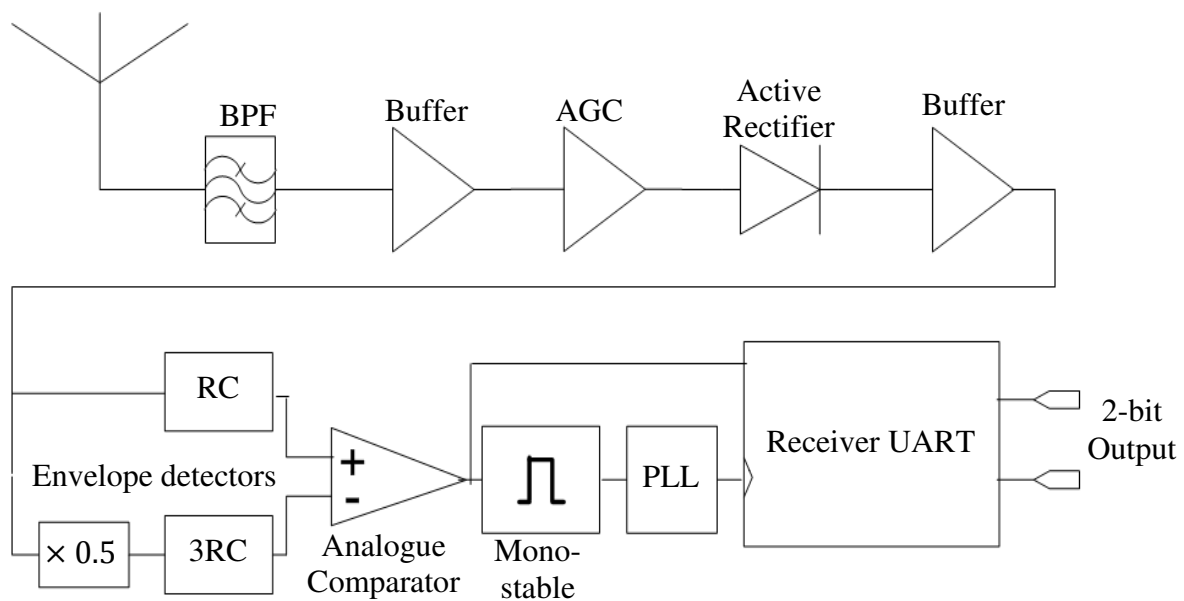 BPF
Buffer
AGC
Active
Rectifier
Buffer
RC
Envelope detectors
× 0.5
3RC
+
-
Analogue
Comparator
Mono-
stable
PLL
Receiver UART
2-bit
Output